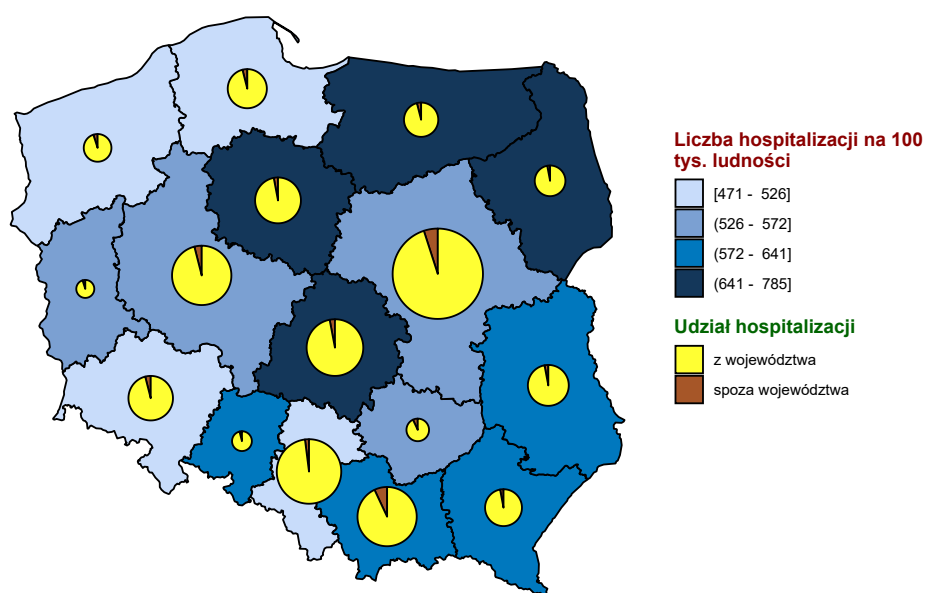 Liczba hospitalizacji na 100
tys. ludności
[471 - 526]
(526 - 572]
(572 - 641]
(641 - 785]
Udział hospitalizacji
z województwa
spoza województwa